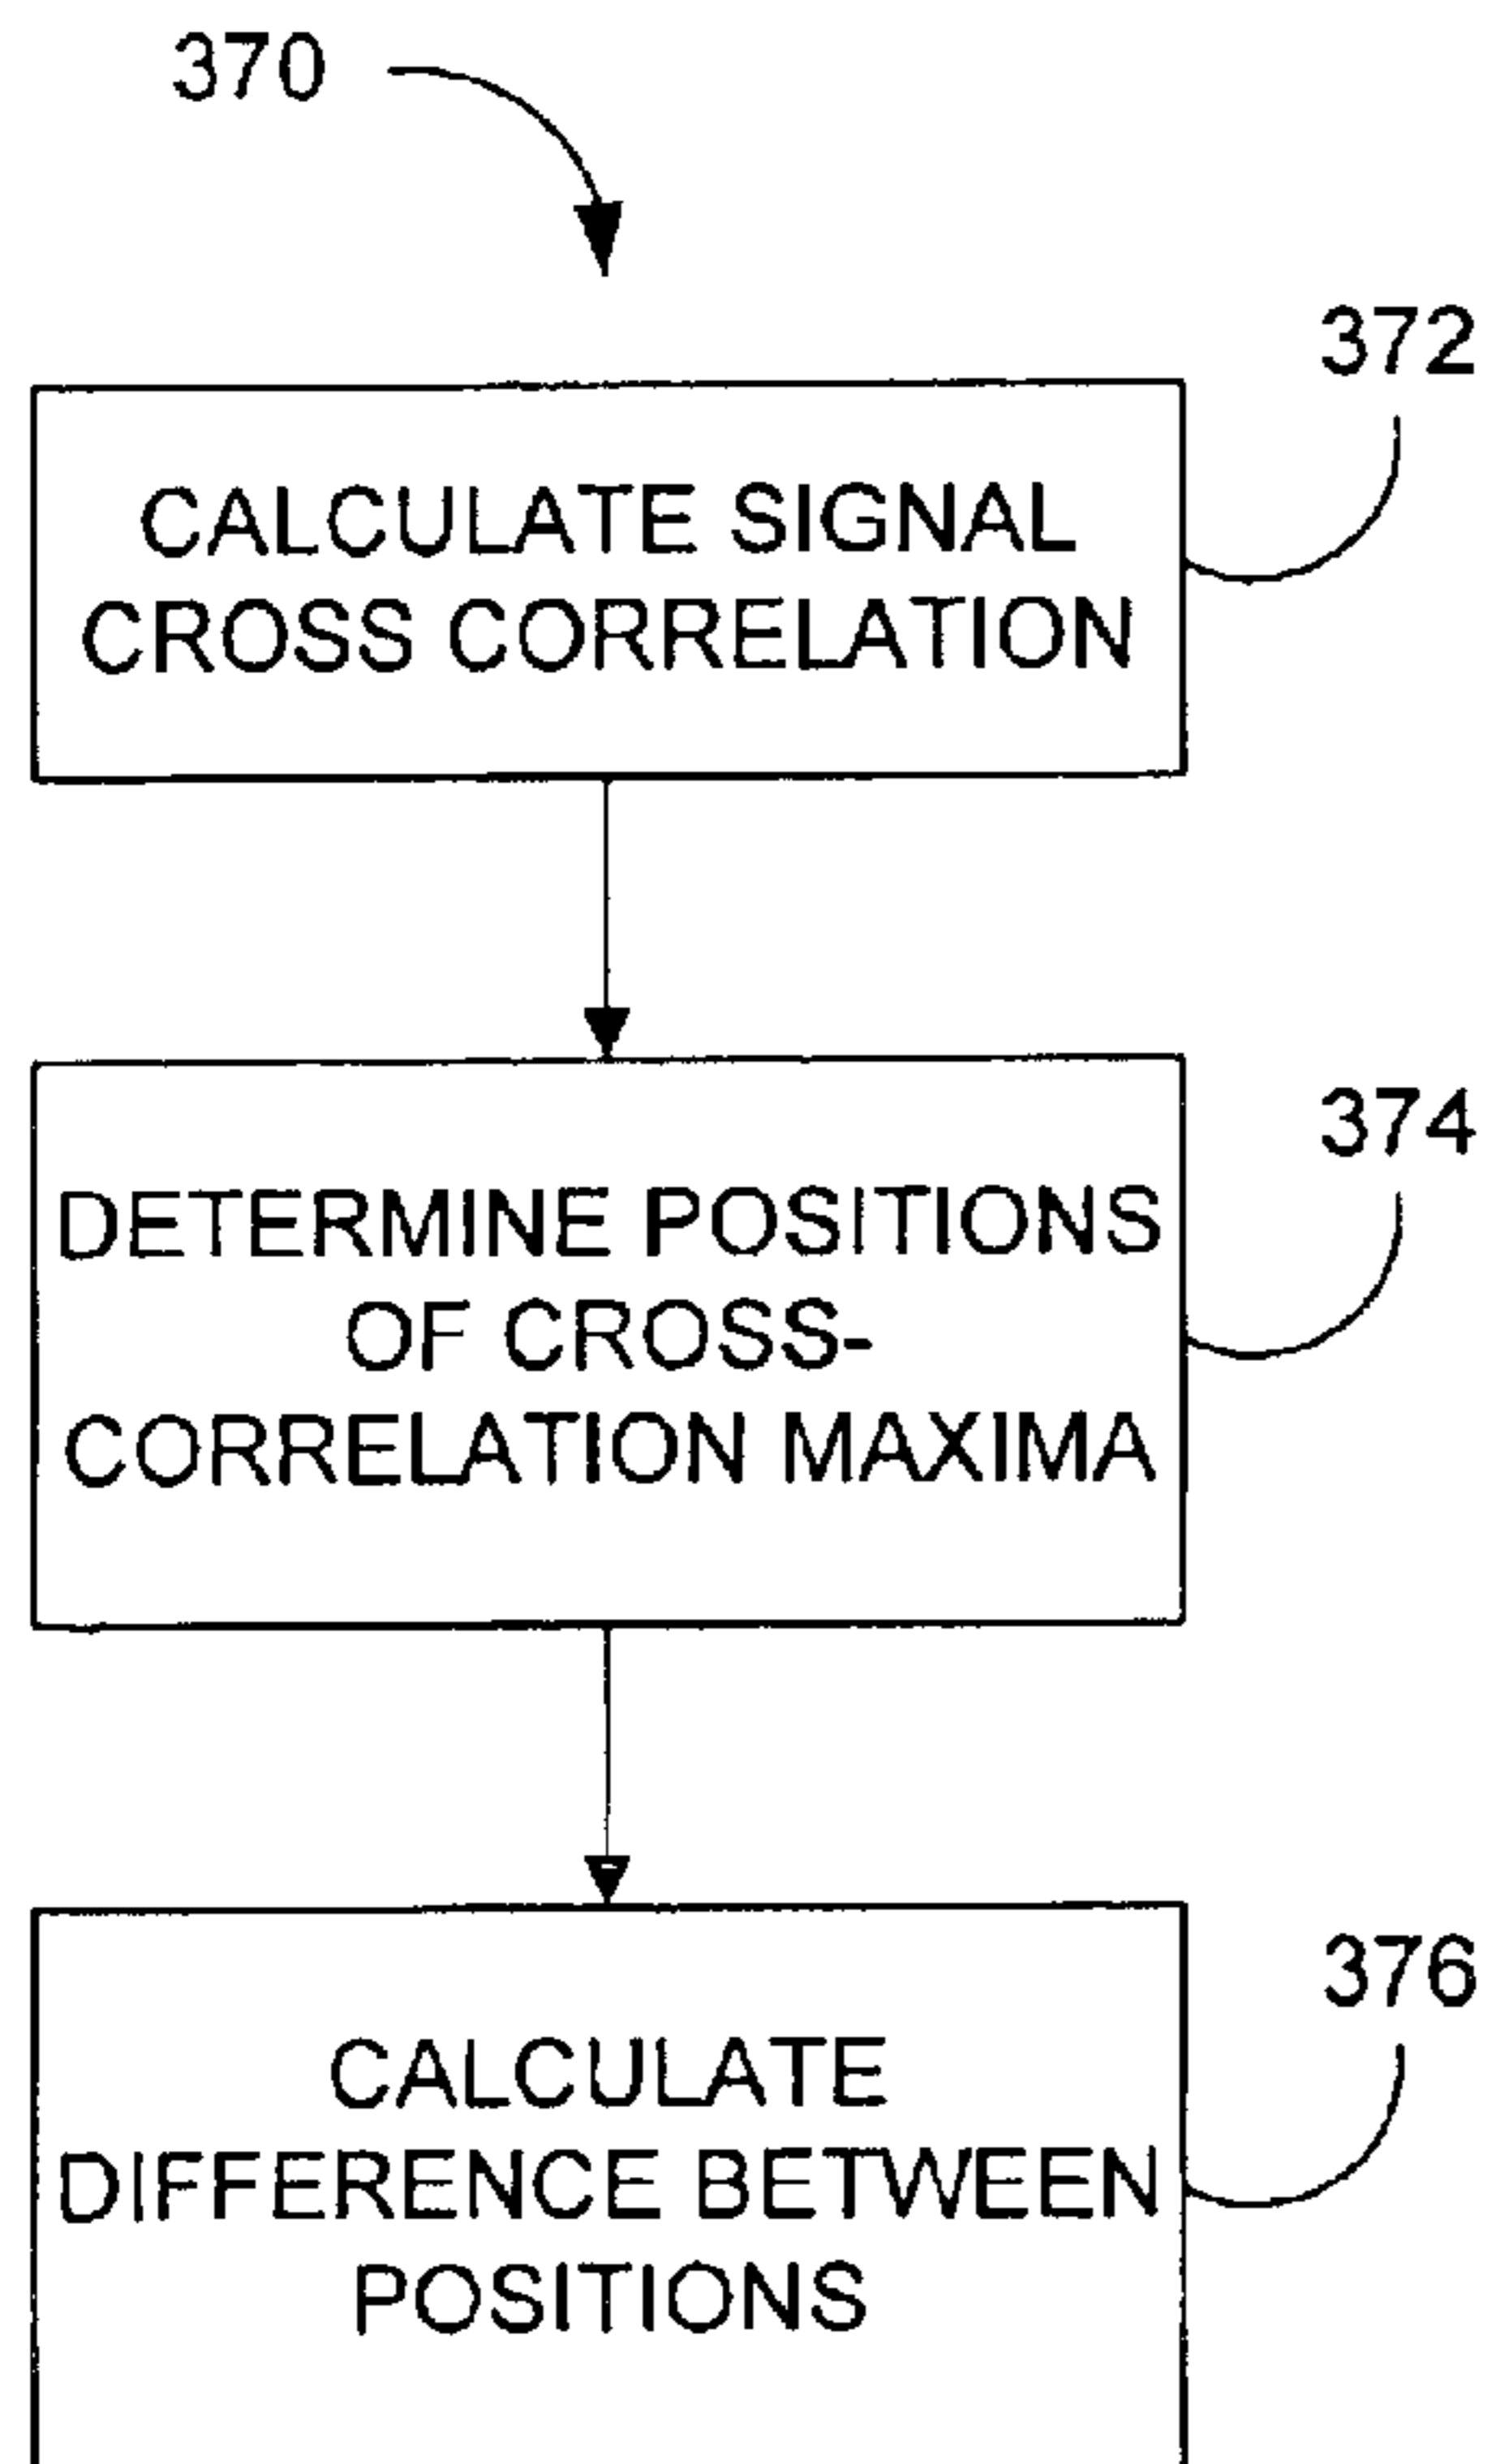 370
372
CALCULATE SIGNAL
CROSS CORRELATION
374
DETERMINE POSITIONS
OF CROSS-
CORRELATION MAXIMA
376
CALCULATE
DIFFERENCE BETWEEN
POSITIONS